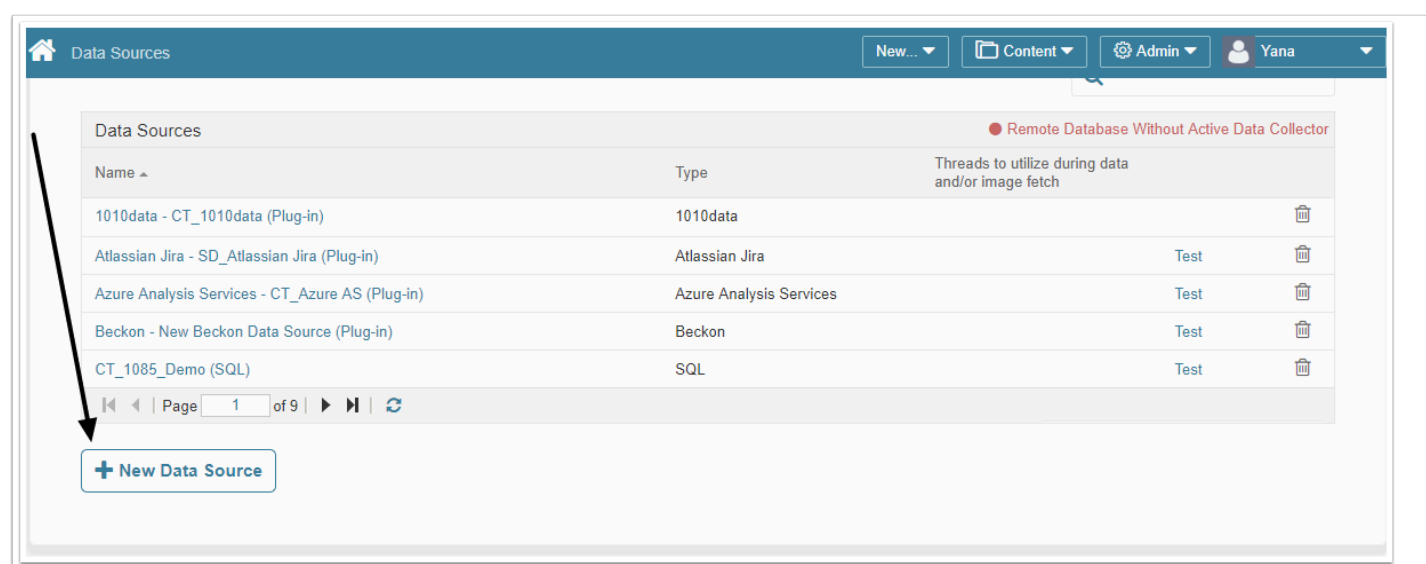 Data Sources New... Content Admin Yana
Data Sources Remote Database Without Active Data Collector
Name Type Threads to utilize during data
and/or image fetch
1010data - CT_1010data (Plug-in) 1010data
Atlassian Jira - SD_Atlassian Jira (Plug-in) Atlassian Jira Test
Azure Analysis Services - CT_Azure AS (Plug-in) Azure Analysis Services Test
Beckon - New Beckon Data Source (Plug-in) Beckon Test
CT_1085_Demo (SQL) SQL Test
Page 1 of 9
New Data Source